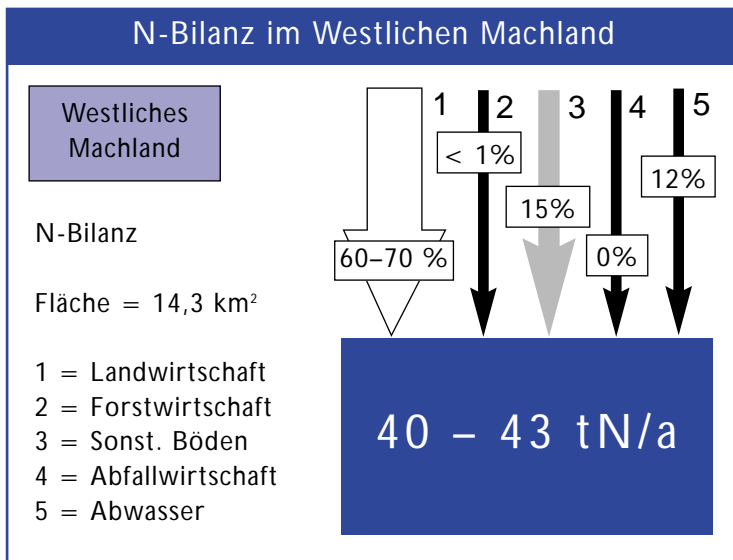 N-Bilanz im Westlichen Machland
Westliches
Machland
N-Bilanz
Fläche = 14,3 km²
1 = Landwirtschaft
2 = Forstwirtschaft
3 = Sonst. Böden
4 = Abfallwirtschaft
5 = Abwasser
1 2 3 4 5
< 1%
12%
15%
60–70 %
0%
40 – 43 tN/a